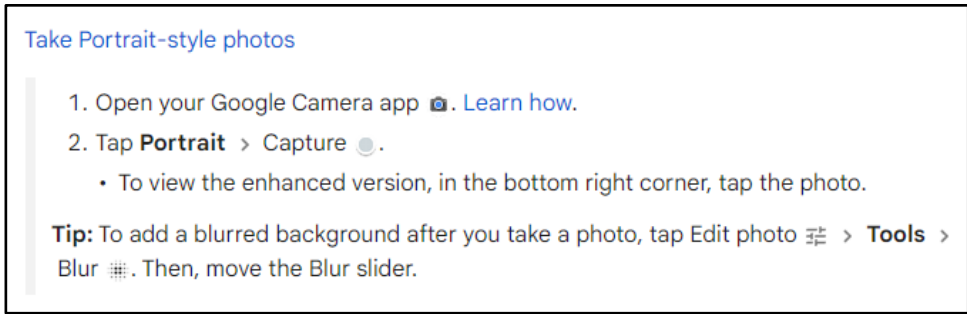 Take Portrait-style photos
1. Open your Google Camera app . Learn how.
2. Tap Portrait > Capture .
• To view the enhanced version, in the bottom right corner, tap the photo.
Tip: To add a blurred background after you take a photo, tap Edit photo > Tools >
Blur . Then, move the Blur slider.